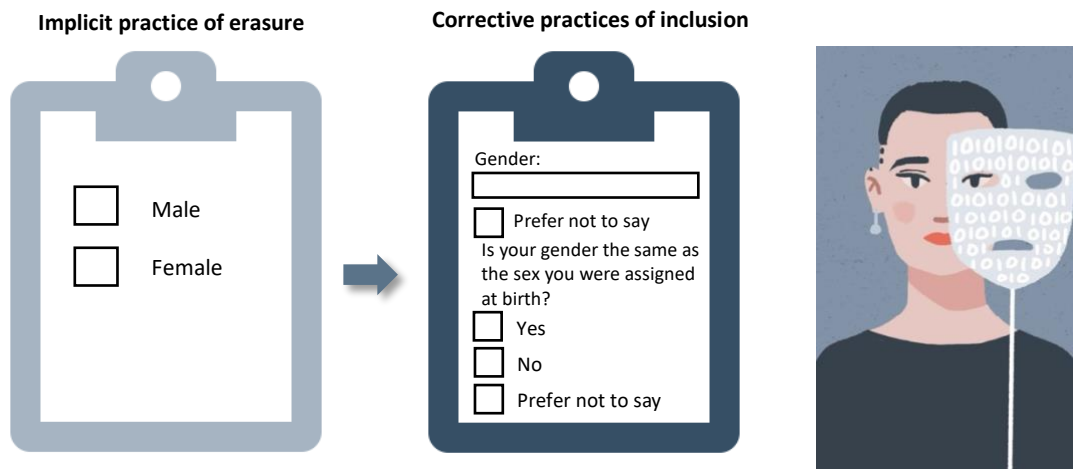 Implicit practice of erasure
Male
Female
Corrective practices of inclusion
Gender:
Prefer not to say
Is your gender the same as
the sex you were assigned
at birth?
Yes
No
Prefer not to say